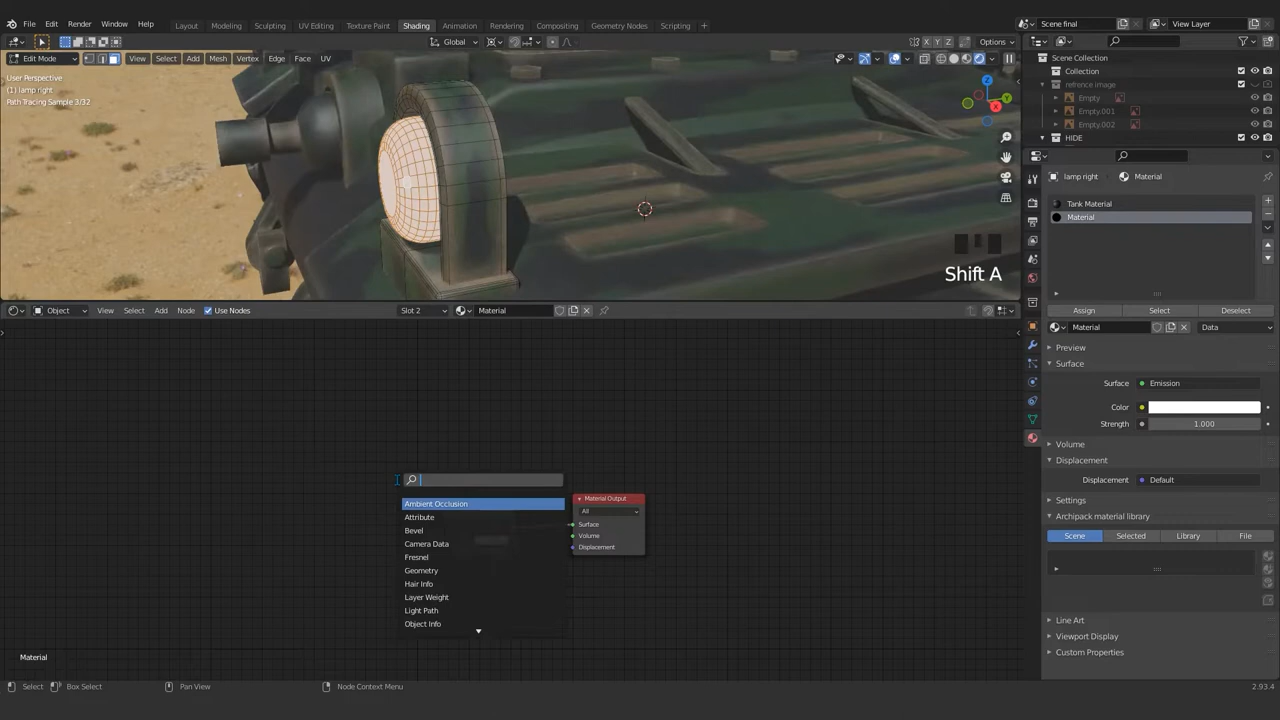 File Edit Render Window Help Layout Modeling Sculpting UV Editing Texture Paint Shading Animation Rendering Compositing Geometry Nodes Scripting + Scene final View Layer
Global Options
Edit Mode View Select Add Mesh Vertex Edge Face UV
User Perspective
(1) lamp right
Path Tracing Sample 3/32
X Y Z
Shift A
Scene Collection
Collection
refrence image
Empty
Empty.001
Empty.002
HIDE
lamp right Material
Tank Material
Material
Assign Select Deselect
Material Data
Preview
Surface
Surface Emission
Color
Strength 1.000
Volume
Displacement
Displacement Default
Settings
Archipack material library
Scene Selected Library File
Line Art
Viewport Display
Custom Properties
Object View Select Add Node Use Nodes Slot 2 Material
Ambient Occlusion
Attribute
Bevel
Camera Data
Fresnel
Geometry
Hair Info
Layer Weight
Light Path
Object Info
Material Output
All
Surface
Volume
Displacement
Material
Select Box Select Pan View Node Context Menu 2.93.4